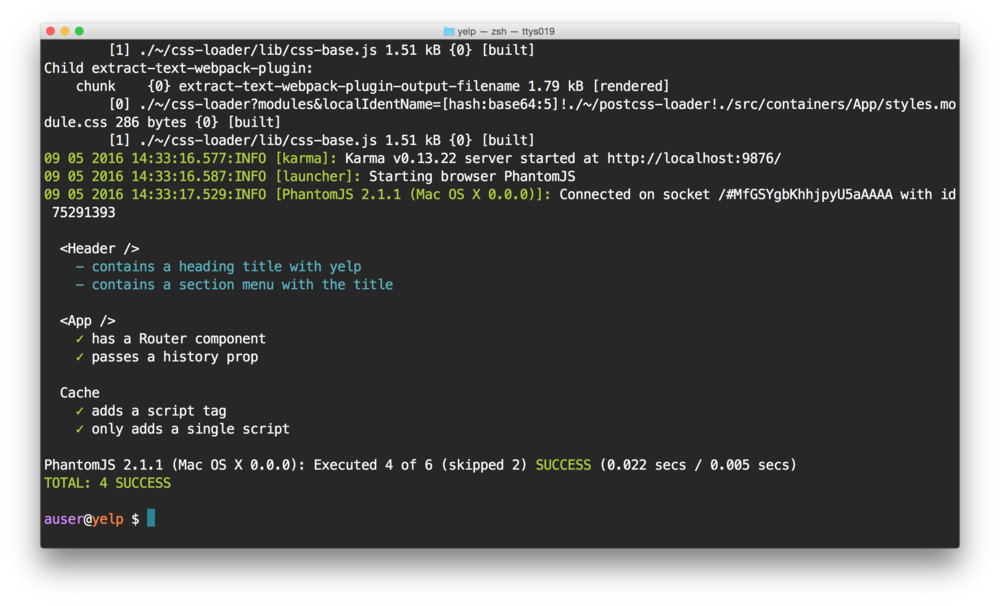 yelp — zsh — ttys019
[1] ./~/css-loader/lib/css-base.js 1.51 kB {0} [built]
Child extract-text-webpack-plugin:
chunk {0} extract-text-webpack-plugin-output-filename 1.79 kB [rendered]
[0] ./~/css-loader?modules&localIdentName=[hash:base64:5]!./~/postcss-loader!./src/containers/App/styles.mo
dule.css 286 bytes {0} [built]
[1] ./~/css-loader/lib/css-base.js 1.51 kB {0} [built]
09 05 2016 14:33:16.577:INFO [karma]: Karma v0.13.22 server started at http://localhost:9876/
09 05 2016 14:33:16.587:INFO [launcher]: Starting browser PhantomJS
09 05 2016 14:33:17.529:INFO [PhantomJS 2.1.1 (Mac OS X 0.0.0)]: Connected on socket /#MfGSYgbKhhjpyU5aAAAA with id
75291393
<Header />
– contains a heading title with yelp
– contains a section menu with the title
<App />
✓ has a Router component
✓ passes a history prop
Cache
✓ adds a script tag
✓ only adds a single script
PhantomJS 2.1.1 (Mac OS X 0.0.0): Executed 4 of 6 (skipped 2) SUCCESS (0.022 secs / 0.005 secs)
TOTAL: 4 SUCCESS
auser@yelp $